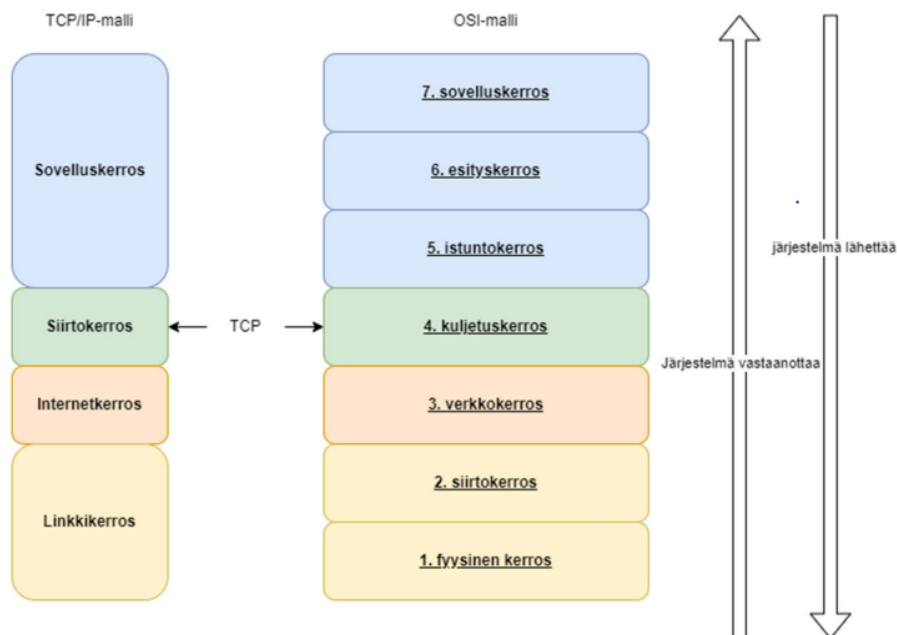 TCP/IP-malli
OSI-malli
Sovelluskerros
Siirtokerros
Internetkerros
Linkkikerros
TCP
7. sovelluskerros
6. esityskerros
5. istuntokerros
4. kuljetuskerros
3. verkkokerros
2. siirtokerros
1. fyysinen kerros
Järjestelmä vastaanottaa
järjestelmä lähettää